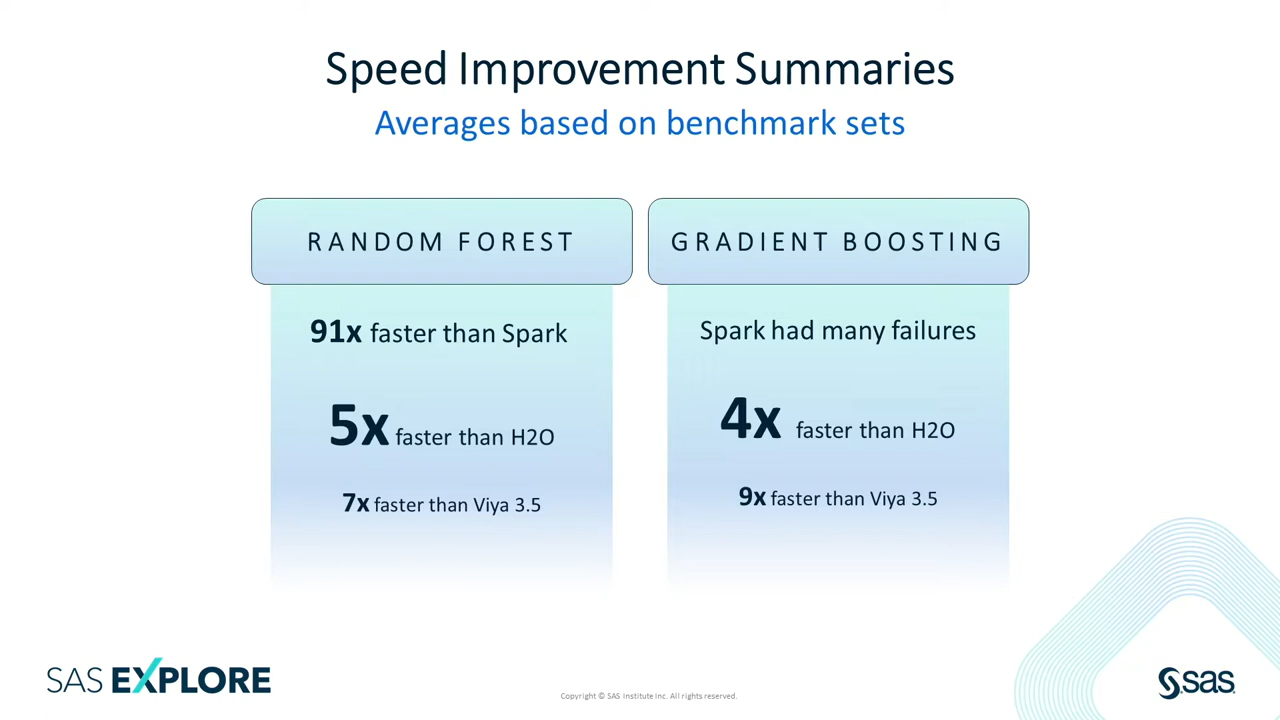 Speed Improvement Summaries
Averages based on benchmark sets
RANDOM FOREST
91x faster than Spark
5x faster than H2O
7x faster than Viya 3.5
GRADIENT BOOSTING
Spark had many failures
4x faster than H2O
9x faster than Viya 3.5
SAS EXPLORE
Copyright © SAS Institute Inc. All rights reserved.
sas